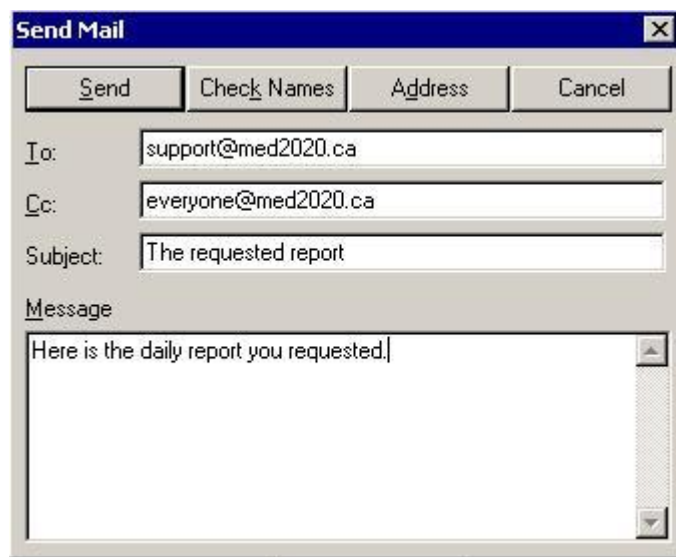 Send Mail
Send Check Names Address Cancel
To: support@med2020.ca
Cc: everyone@med2020.ca
Subject: The requested report
Message
Here is the daily report you requested.